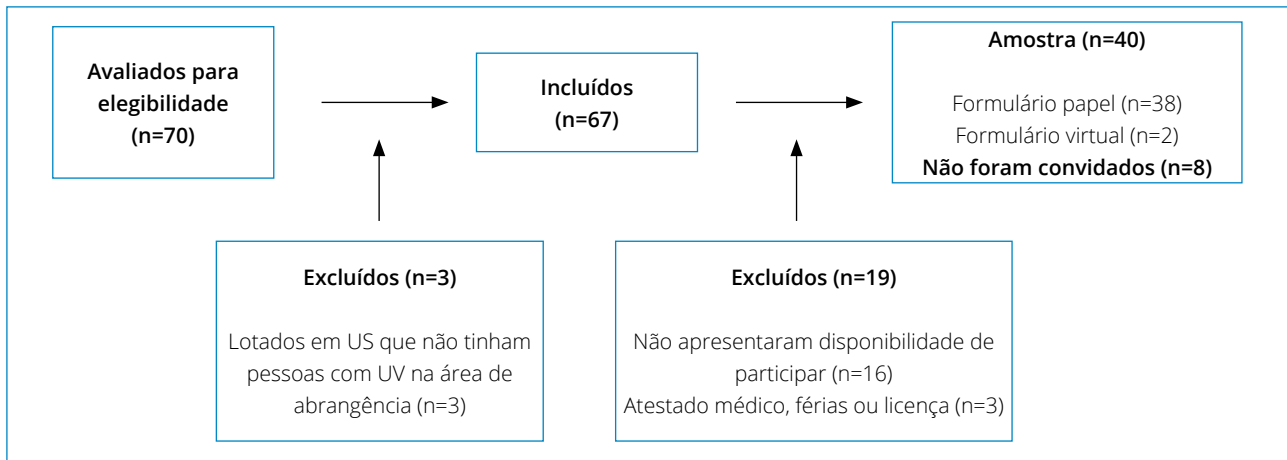 Avaliados para
elegibilidade
(n=70)
Incluídos
(n=67)
Amostra (n=40)
Formulário papel (n=38)
Formulário virtual (n=2)
Não foram convidados (n=8)
Excluídos (n=3)
Lotados em US que não tinham
pessoas com UV na área de
abrangência (n=3)
Excluídos (n=19)
Não apresentaram disponibilidade de
participar (n=16)
Atestado médico, férias ou licença (n=3)